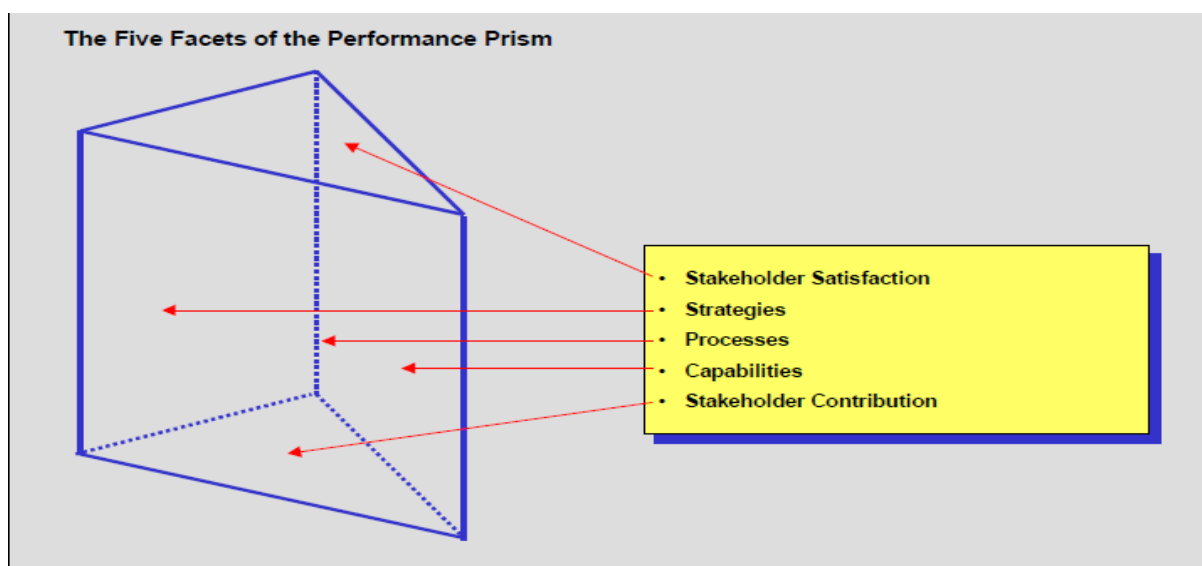 The Five Facets of the Performance Prism
• Stakeholder Satisfaction
• Strategies
• Processes
• Capabilities
• Stakeholder Contribution